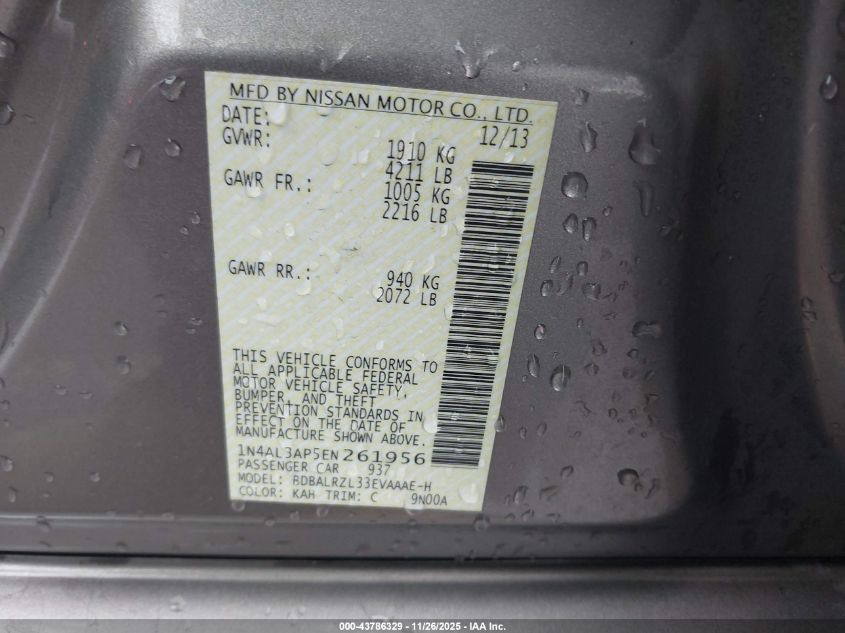 MFD BY NISSAN MOTOR CO., LTD.
DATE: 12/13
GVWR: 1910 KG
4211 LB
GAWR FR.: 1005 KG
2216 LB
GAWR RR.: 940 KG
2072 LB
THIS VEHICLE CONFORMS TO
ALL APPLICABLE FEDERAL
MOTOR VEHICLE SAFETY,
BUMPER, AND THEFT
PREVENTION STANDARDS IN
EFFECT ON THE DATE OF
MANUFACTURE SHOWN ABOVE.
1N4AL3AP5EN261956
PASSENGER CAR 937
MODEL: BDBALRZL33EVAAAE-H
COLOR: KAH TRIM: C 9N00A
000-43786329 - 11/26/2025 - IAA Inc.